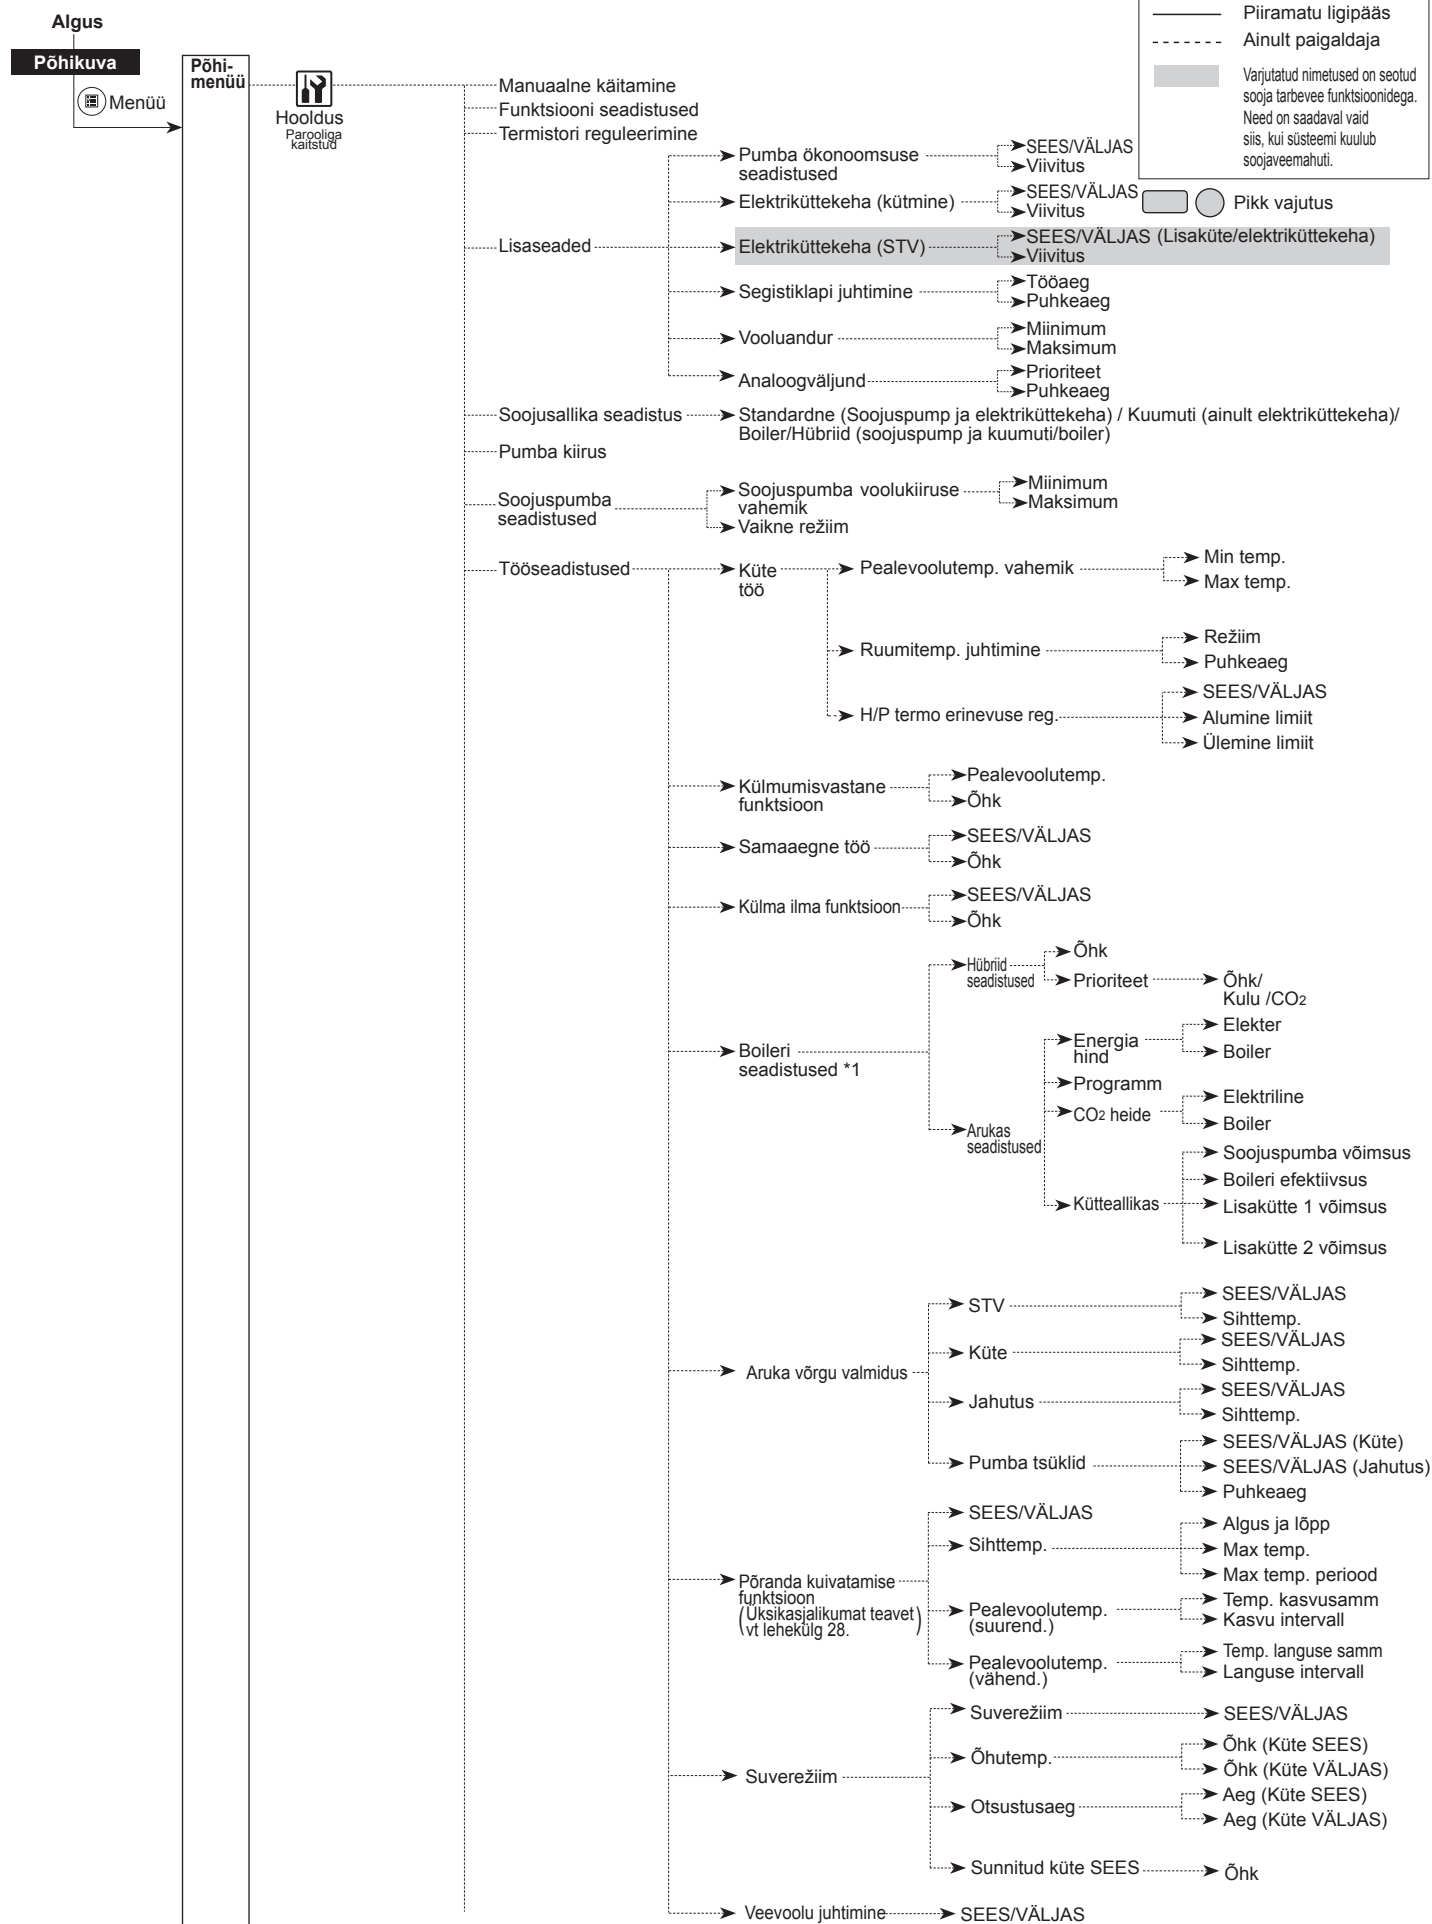 Algus
Põhikuva
Menüü
Põhi-
menüü
Hooldus
Parooliga
kaitstud
Piiramatu ligipääs
Ainult paigaldaja
Varjutatud nimetused on seotud
sooja tarbevee funktsioonidega.
Need on saadaval vaid
siis, kui süsteemi kuulub
soojaveemahuti.
Pikk vajutus
Manuaalne käitamine
Funktsiooni seadistused
Termistori reguleerimine
Lisaseaded
Pumba ökonoomsuse
seadistused
SEES/VÄLJAS
Viivitus
Elektriküttekeha (kütmine)
SEES/VÄLJAS
Viivitus
Elektriküttekeha (STV)
SEES/VÄLJAS (Lisaküte/elektriküttekeha)
Viivitus
Segistiklapi juhtimine
Tööaeg
Puhkeaeg
Vooluandur
Miinimum
Maksimum
Analoogväljund
Prioriteet
Puhkeaeg
Soojusallika seadistus
Standardne (Soojuspump ja elektriküttekeha) / Kuumuti (ainult elektriküttekeha)/
Boiler/Hübriid (soojuspump ja kuumuti/boiler)
Pumba kiirus
Soojuspumba
seadistused
Soojuspumba voolukiiruse
vahemik
Miinimum
Maksimum
Vaikne režiim
Tööseadistused
Küte
töö
Pealevoolutemp. vahemik
Min temp.
Max temp.
Ruumitemp. juhtimine
Režiim
Puhkeaeg
H/P termo erinevuse reg.
SEES/VÄLJAS
Alumine limiit
Ülemine limiit
Külmumisvastane
funktsioon
Pealevoolutemp.
Õhk
Samaaegne töö
SEES/VÄLJAS
Õhk
Külma ilma funktsioon
SEES/VÄLJAS
Õhk
Boileri
seadistused *1
Hübriid
seadistused
Õhk
Prioriteet
Õhk/
Kulu /CO2
Arukas
seadistused
Energia
hind
Elekter
Boiler
Programm
CO2 heide
Elektriline
Boiler
Kütteallikas
Soojuspumba võimsus
Boileri efektiivsus
Lisakütte 1 võimsus
Lisakütte 2 võimsus
Aruka võrgu valmidus
STV
SEES/VÄLJAS
Sihttemp.
Küte
SEES/VÄLJAS
Sihttemp.
Jahutus
SEES/VÄLJAS
Sihttemp.
Pumba tsüklid
SEES/VÄLJAS (Küte)
SEES/VÄLJAS (Jahutus)
Puhkeaeg
Põranda kuivatamise
funktsioon
(Üksikasjalikumat teavet
vt lehekülg 28.)
SEES/VÄLJAS
Sihttemp.
Algus ja lõpp
Max temp.
Max temp. periood
Pealevoolutemp.
(suurend.)
Temp. kasvusamm
Kasvu intervall
Pealevoolutemp.
(vähend.)
Temp. languse samm
Languse intervall
Suverežiim
Suverežiim
SEES/VÄLJAS
Õhutemp.
Õhk (Küte SEES)
Õhk (Küte VÄLJAS)
Otsustusaeg
Aeg (Küte SEES)
Aeg (Küte VÄLJAS)
Sunnitud küte SEES
Õhk
Veevoolu juhtimine
SEES/VÄLJAS